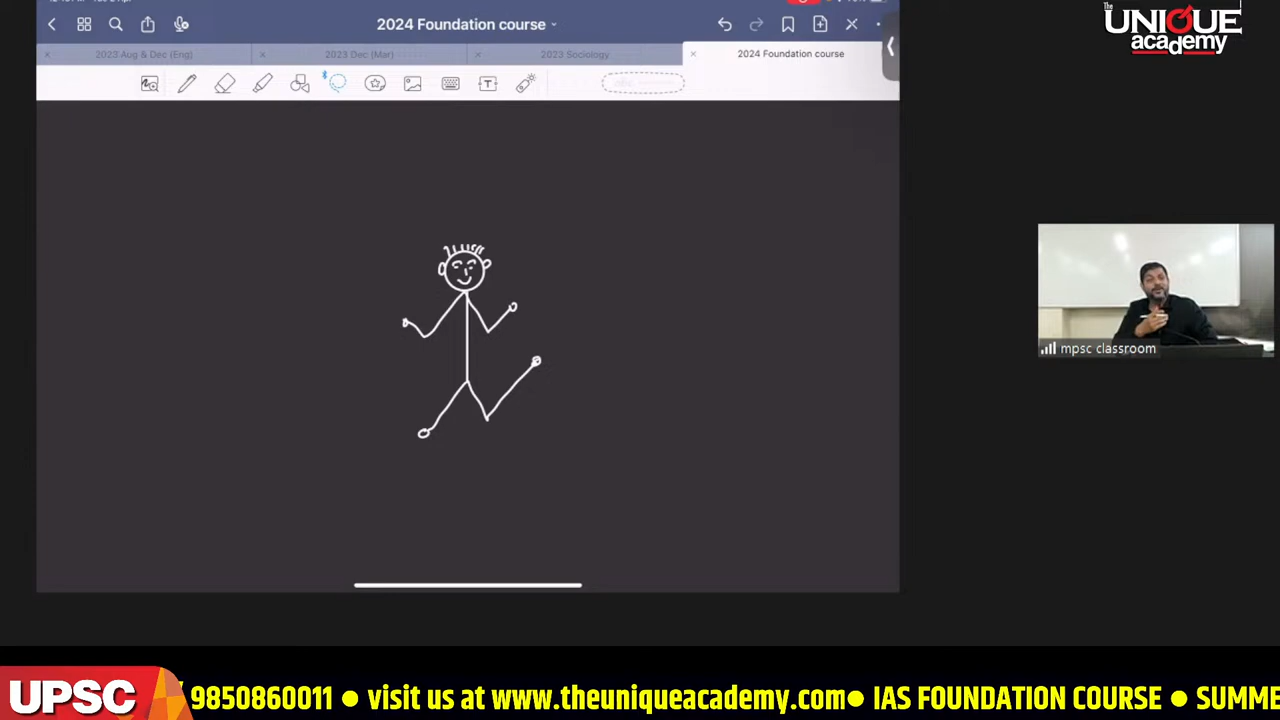 2024 Foundation course
The
UNIQUE
academy
2023 Aug & Dec (Eng)
2023 Dec (Mar)
2023 Sociology
2024 Foundation course
T
mpsc classroom
UPSC
9850860011 ● visit us at www.theuniqueacademy.com● IAS FOUNDATION COURSE ● SUMME